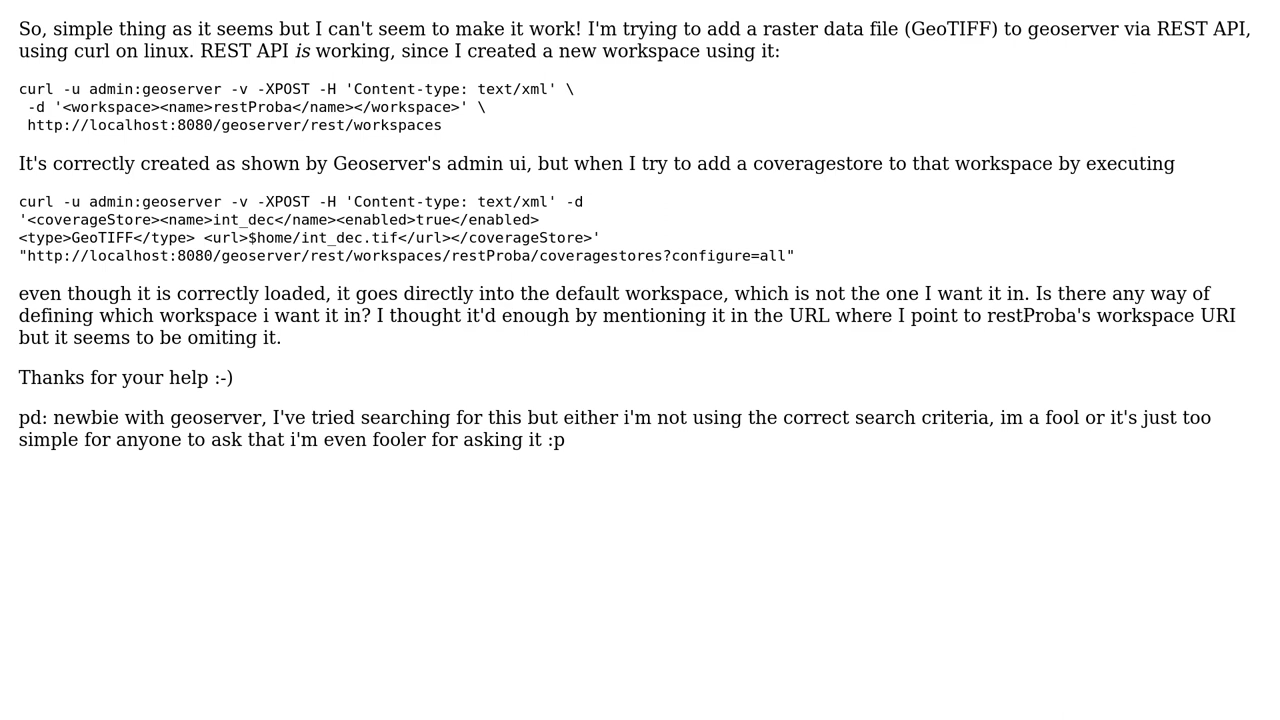 So, simple thing as it seems but I can't seem to make it work! I'm trying to add a raster data file (GeoTIFF) to geoserver via REST API,
using curl on linux. REST API is working, since I created a new workspace using it:
curl -u admin:geoserver -v -XPOST -H 'Content-type: text/xml' \
 -d '<workspace><name>restProba</name></workspace>' \
 http://localhost:8080/geoserver/rest/workspaces
It's correctly created as shown by Geoserver's admin ui, but when I try to add a coveragestore to that workspace by executing
curl -u admin:geoserver -v -XPOST -H 'Content-type: text/xml' -d
'<coverageStore><name>int_dec</name><enabled>true</enabled>
<type>GeoTIFF</type> <url>$home/int_dec.tif</url></coverageStore>'
"http://localhost:8080/geoserver/rest/workspaces/restProba/coveragestores?configure=all"
even though it is correctly loaded, it goes directly into the default workspace, which is not the one I want it in. Is there any way of
defining which workspace i want it in? I thought it'd enough by mentioning it in the URL where I point to restProba's workspace URI
but it seems to be omiting it.
Thanks for your help :-)
pd: newbie with geoserver, I've tried searching for this but either i'm not using the correct search criteria, im a fool or it's just too
simple for anyone to ask that i'm even fooler for asking it :p